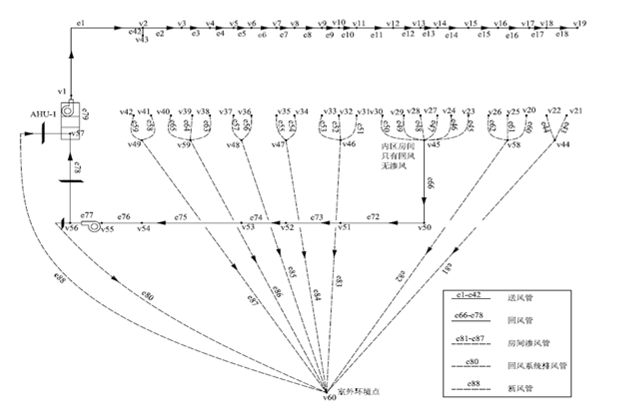 e1 v2 v3 v4 v5 v6 v7 v8 v9 v10 v11 v12 v13 v14 v15 v16 v17 v18 v19
e42 e2 e3 e4 e5 e6 e7 e8 e9 e10 e11 e12 e13 e14 e15 e16 e17 e18
v43
v1
AHU-1
e79
v57
v42 v41 v40 v39 v38 v37 v36 v35 v34 v33 v32 v31 v30 v29 v28 v27 v24 v23 v26 v25 v20 v22 v21
e59 e58 e65 e64 e63 e57 e56
v49 v59 v48 v47 v46 v45 v58 v44
内区房间
只有回风
无渗风
e78
e66
v56 e77 v55 e76 v54 e75 v53 e74 v52 e73 v51 e72 v50
e88 e80 e87 e86 e85 e84 e83 e82 e81
v60
室外环境点
e1-e42 送风管
e66-e78 回风管
e81-e87 房间渗风管
e80 回风系统排风管
e88 新风管